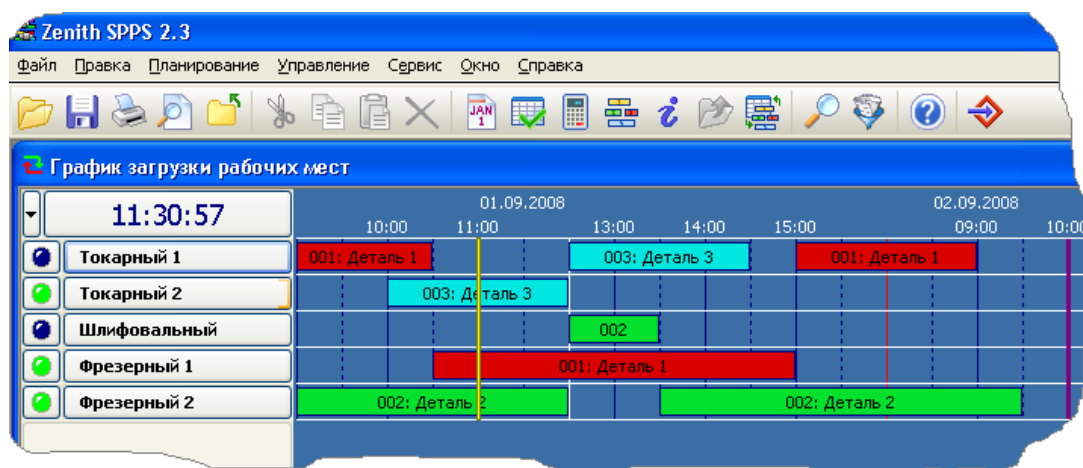 Zenith SPPS 2.3
Файл Правка Планирование Управление Сервис Окно Справка
JAN
1
График загрузки рабочих мест
11:30:57
01.09.2008 02.09.2008
10:00 11:00 13:00 14:00 15:00 09:00 10:00
Токарный 1 001: Деталь 1 003: Деталь 3 001: Деталь 1
Токарный 2 003: Деталь 3
Шлифовальный 002
Фрезерный 1 001: Деталь 1
Фрезерный 2 002: Деталь 2 002: Деталь 2